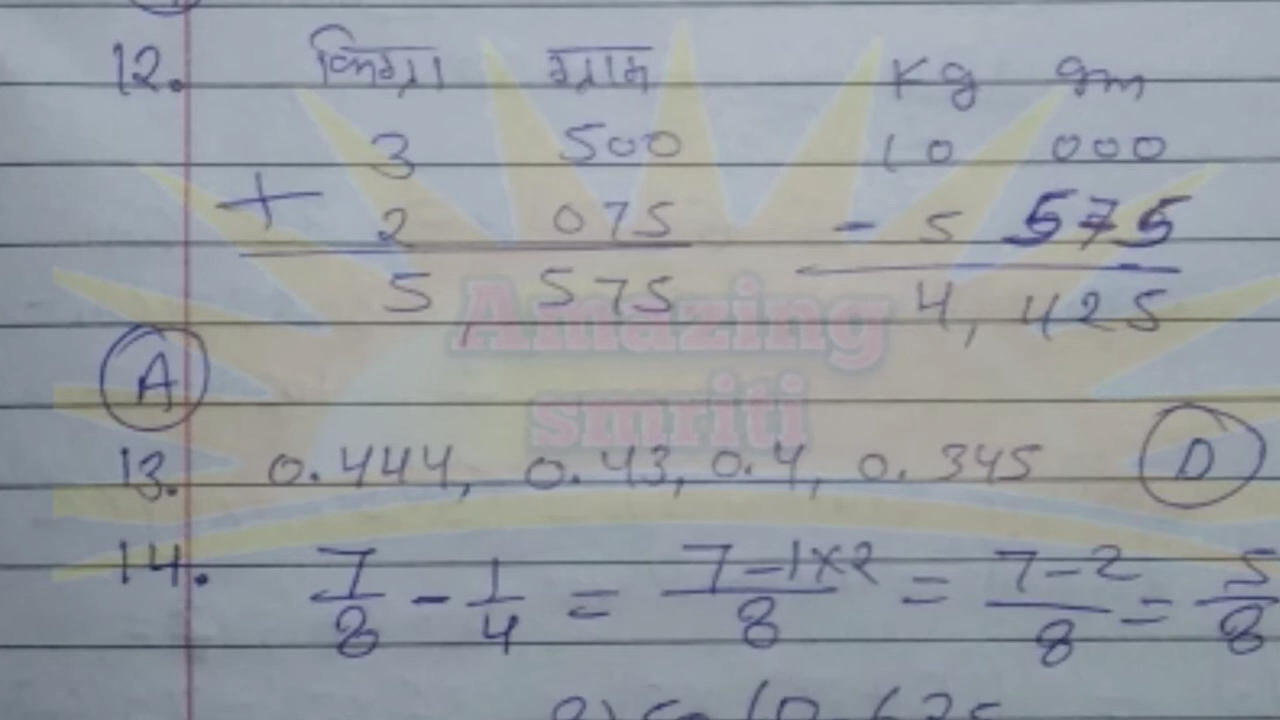 12. किग्रा ग्राम Kg gm
3 500 10 000
+ 2 075 - 5 575
5, 575 4, 425
A
13. 0.444, 0.43, 0.4, 0.345 D
14. 7/8 - 1/4 = 7-1×2/8 = 7-2/8 = 5/8
Amazing
smriti